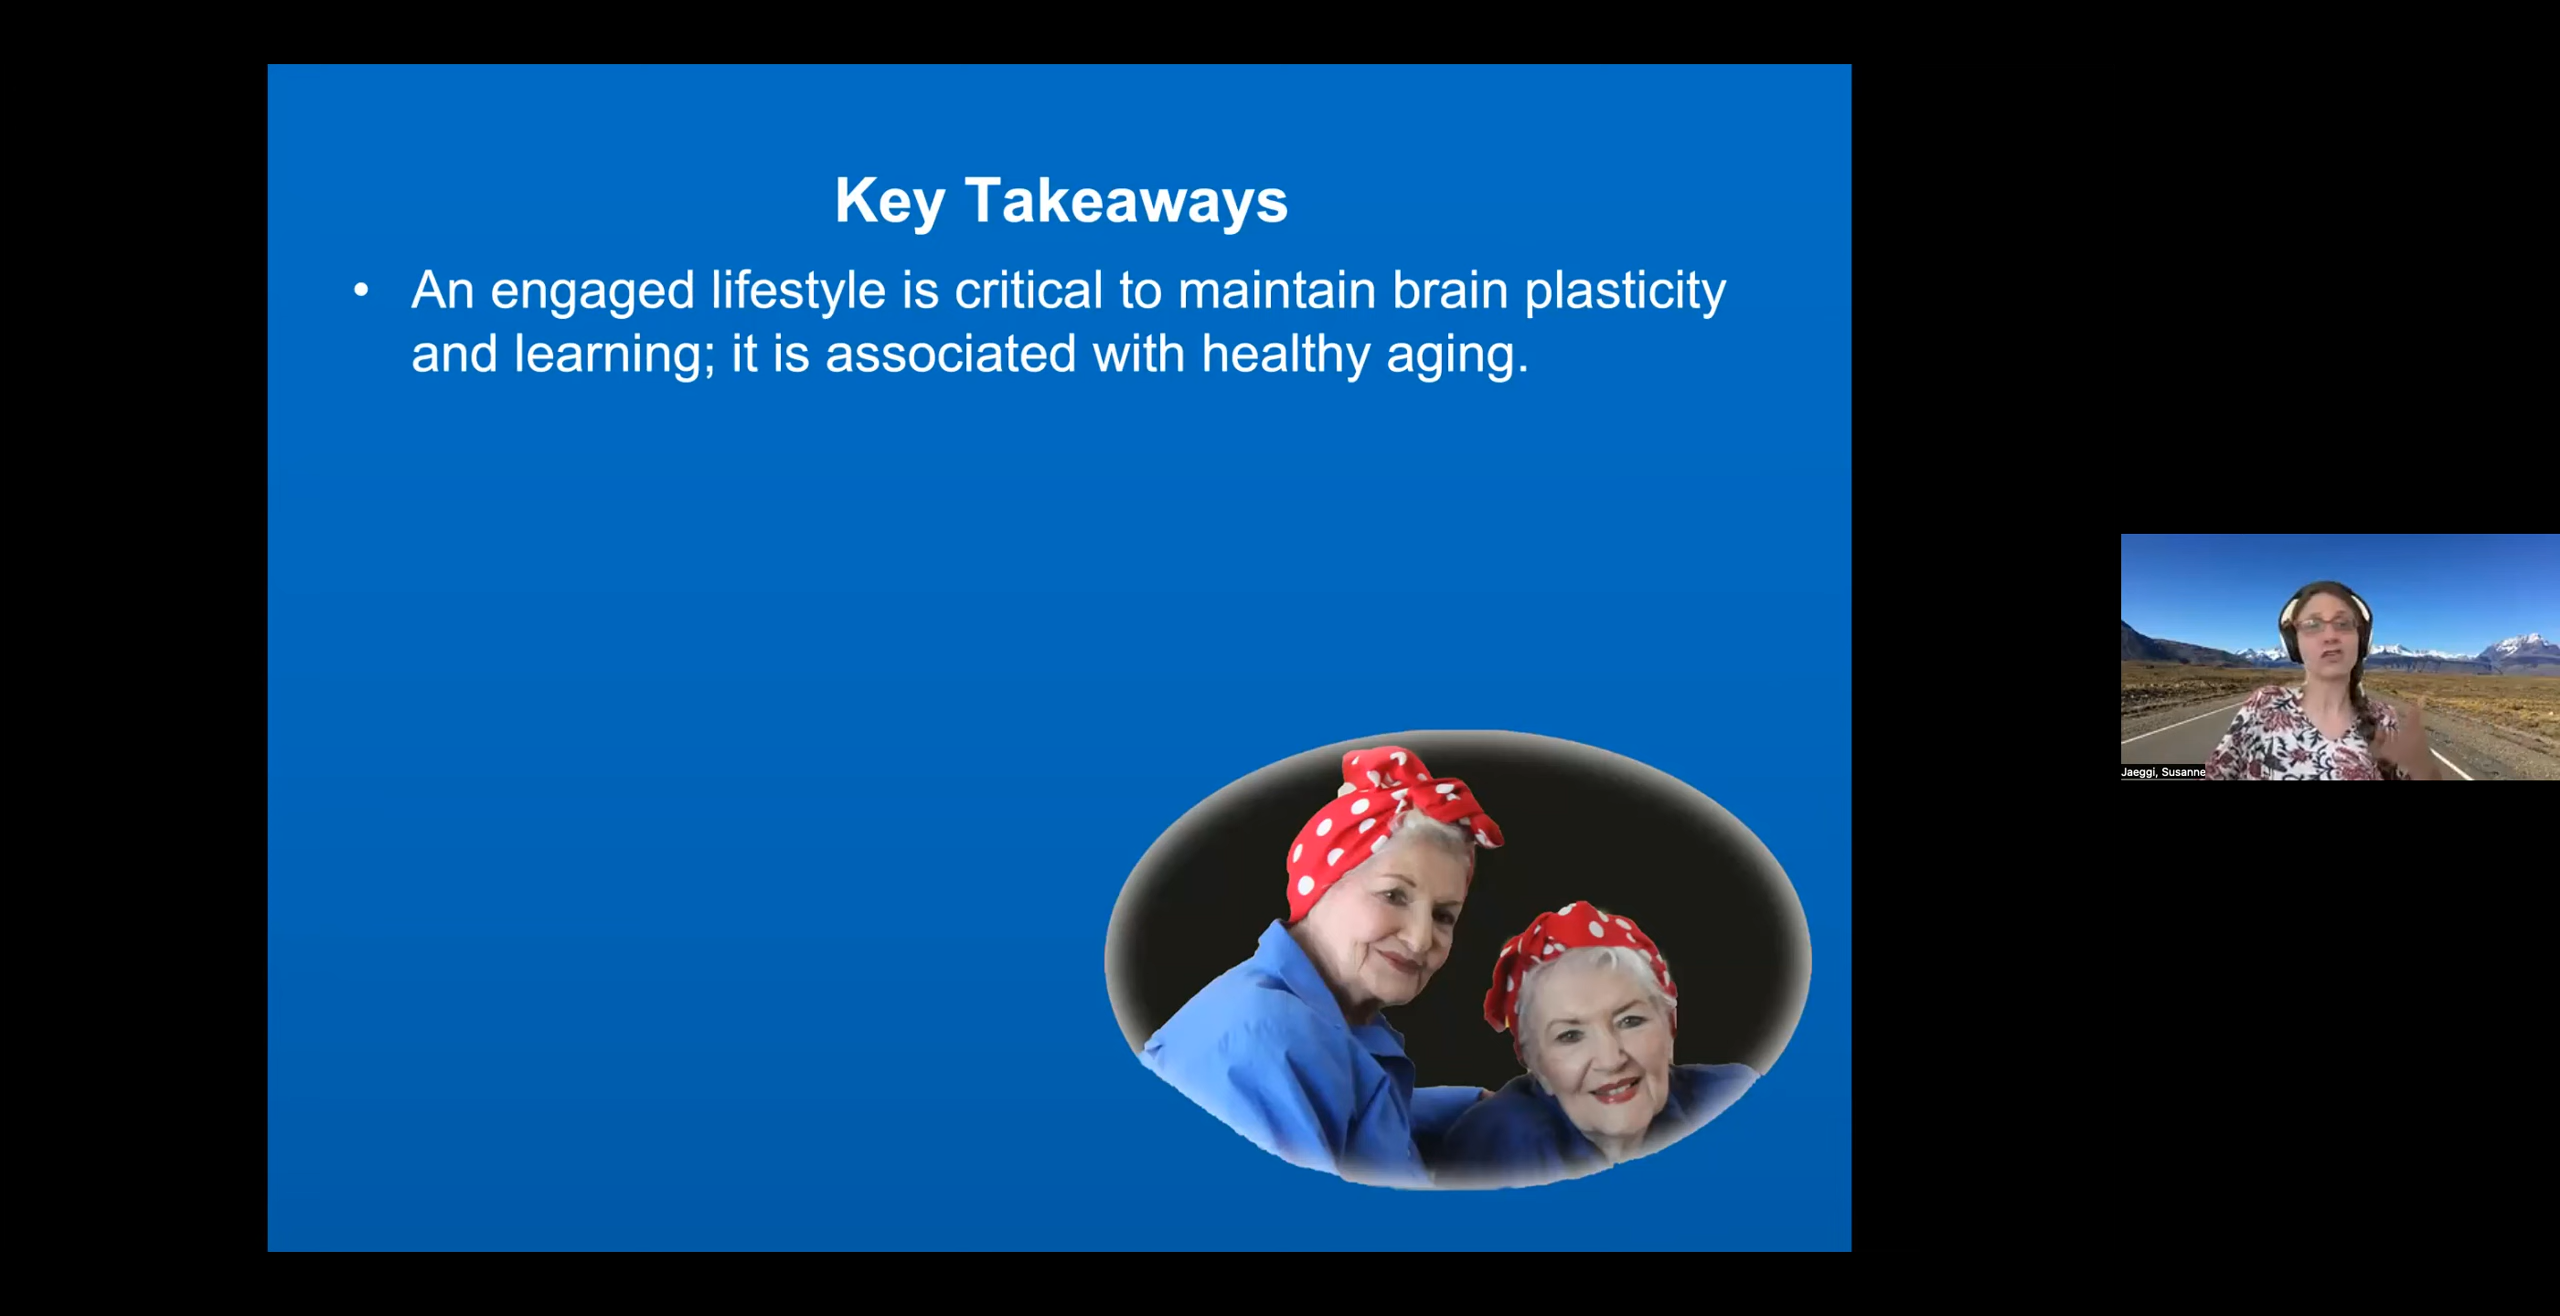 Key Takeaways
• An engaged lifestyle is critical to maintain brain plasticity
and learning; it is associated with healthy aging.
Jaeggi, Susanne